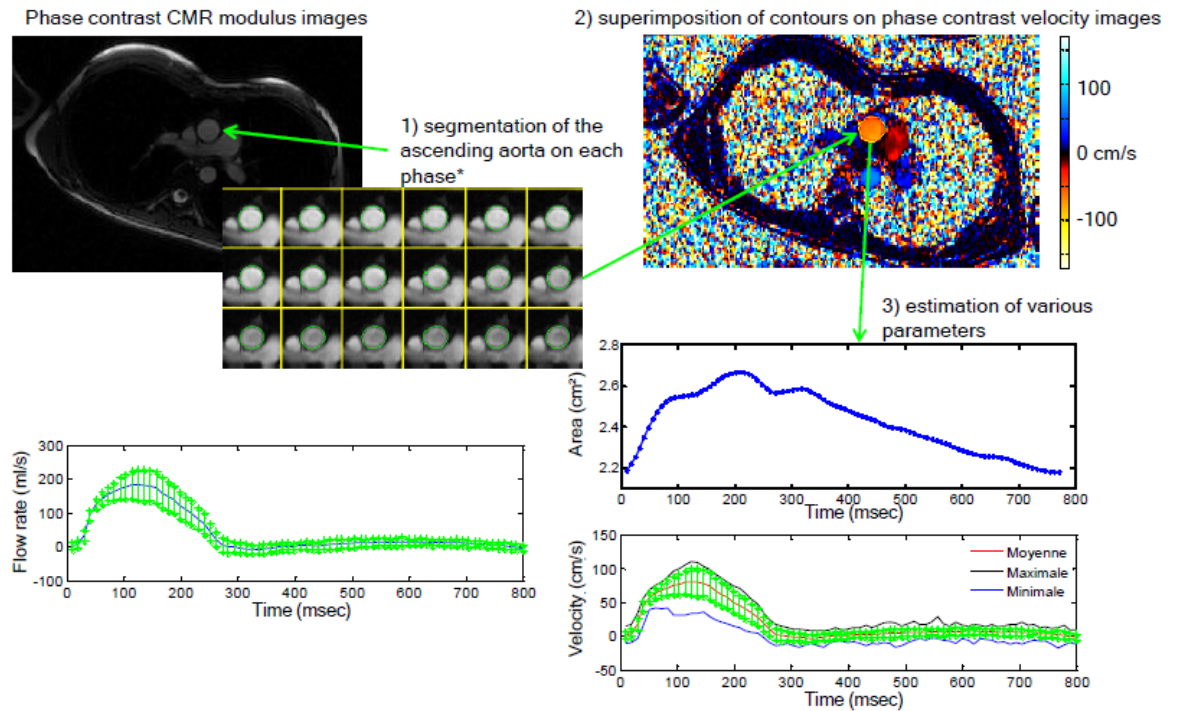 Phase contrast CMR modulus images
2) superimposition of contours on phase contrast velocity images
1) segmentation of the
ascending aorta on each
phase*
100
0 cm/s
-100
3) estimation of various
parameters
2.8
2.6
2.4
2.2
Area (cm²)
0 100 200 300 400 500 600 700 800
Time (msec)
300
200
100
0
-100
Flow rate (ml/s)
0 100 200 300 400 500 600 700 800
Time (msec)
150
100
50
0
-50
Velocity (cm/s)
Moyenne
Maximale
Minimale
0 100 200 300 400 500 600 700 800
Time (msec)